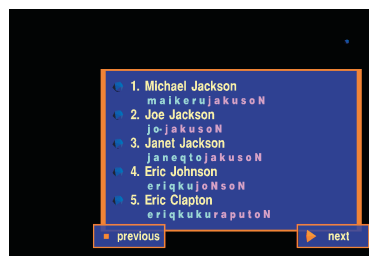 1. Michael Jackson
maikerujakusoN
2. Joe Jackson
jo-jakusoN
3. Janet Jackson
janeqtojakusoN
4. Eric Johnson
eriqkujoNsoN
5. Eric Clapton
eriqkukuraputoN
previous
next